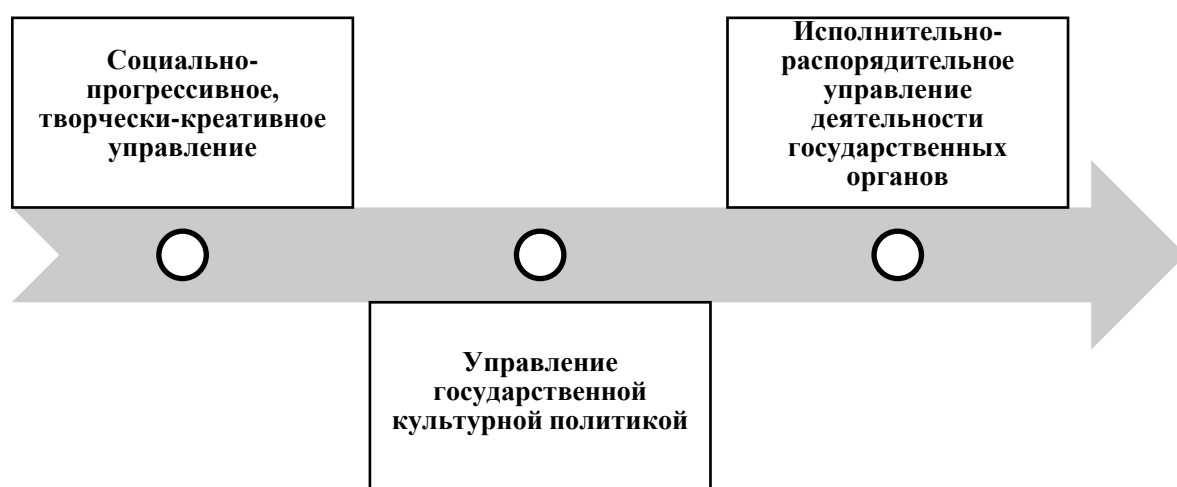 Социально-
прогрессивное,
творчески-креативное
управление
Управление
государственной
культурной политикой
Исполнительно-
распорядительное
управление
деятельности
государственных
органов